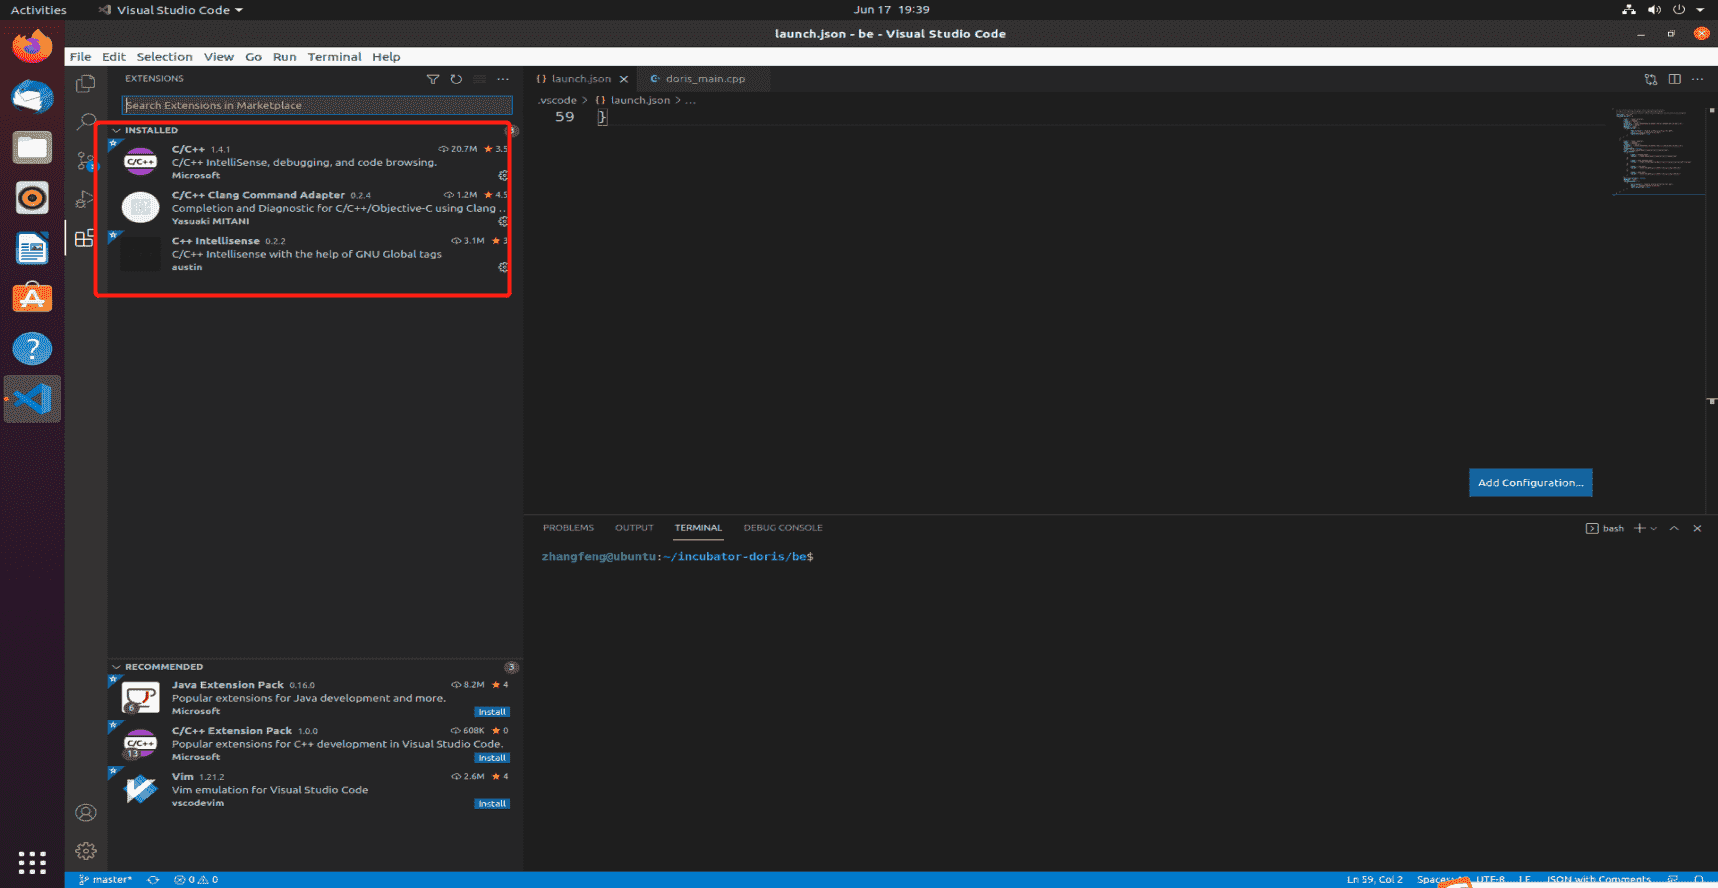 Activities
Visual Studio Code
Jun 17 19:39
launch.json - be - Visual Studio Code
File Edit Selection View Go Run Terminal Help
EXTENSIONS
Search Extensions in Marketplace
INSTALLED
C/C++ 1.4.1 20.7M 3.5
C/C++ IntelliSense, debugging, and code browsing.
Microsoft
C/C++ Clang Command Adapter 0.2.4 1.2M 4.5
Completion and Diagnostic for C/C++/Objective-C using Clang ...
Yasuaki MITANI
C++ Intellisense 0.2.2 3.1M 3
C/C++ Intellisense with the help of GNU Global tags
austin
RECOMMENDED 3
Java Extension Pack 0.16.0 8.2M 4
Popular extensions for Java development and more.
Microsoft Install
6
C/C++ Extension Pack 1.0.0 608K 0
Popular extensions for C++ development in Visual Studio Code.
Microsoft Install
C/C++
13
Vim 1.21.2 2.6M 4
Vim emulation for Visual Studio Code
vscodevim Install
{} launch.json
doris_main.cpp
.vscode > {} launch.json > ...
59 }
Add Configuration...
PROBLEMS OUTPUT TERMINAL DEBUG CONSOLE
bash
zhangfeng@ubuntu:~/incubator-doris/be$
master* 0 0
Ln 59, Col 2 Spaces: UTF-8 LF JSON with Comments